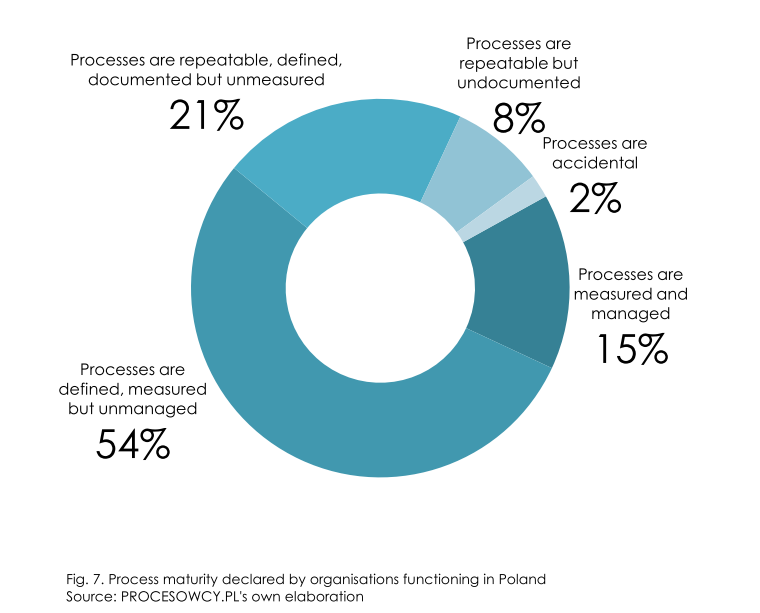 Processes are repeatable, defined,
documented but unmeasured
21%
Processes are
repeatable but
undocumented
8%
Processes are
accidental
2%
Processes are
measured and
managed
15%
Processes are
defined, measured
but unmanaged
54%
Fig. 7. Process maturity declared by organisations functioning in Poland
Source: PROCESOWCY.PL's own elaboration